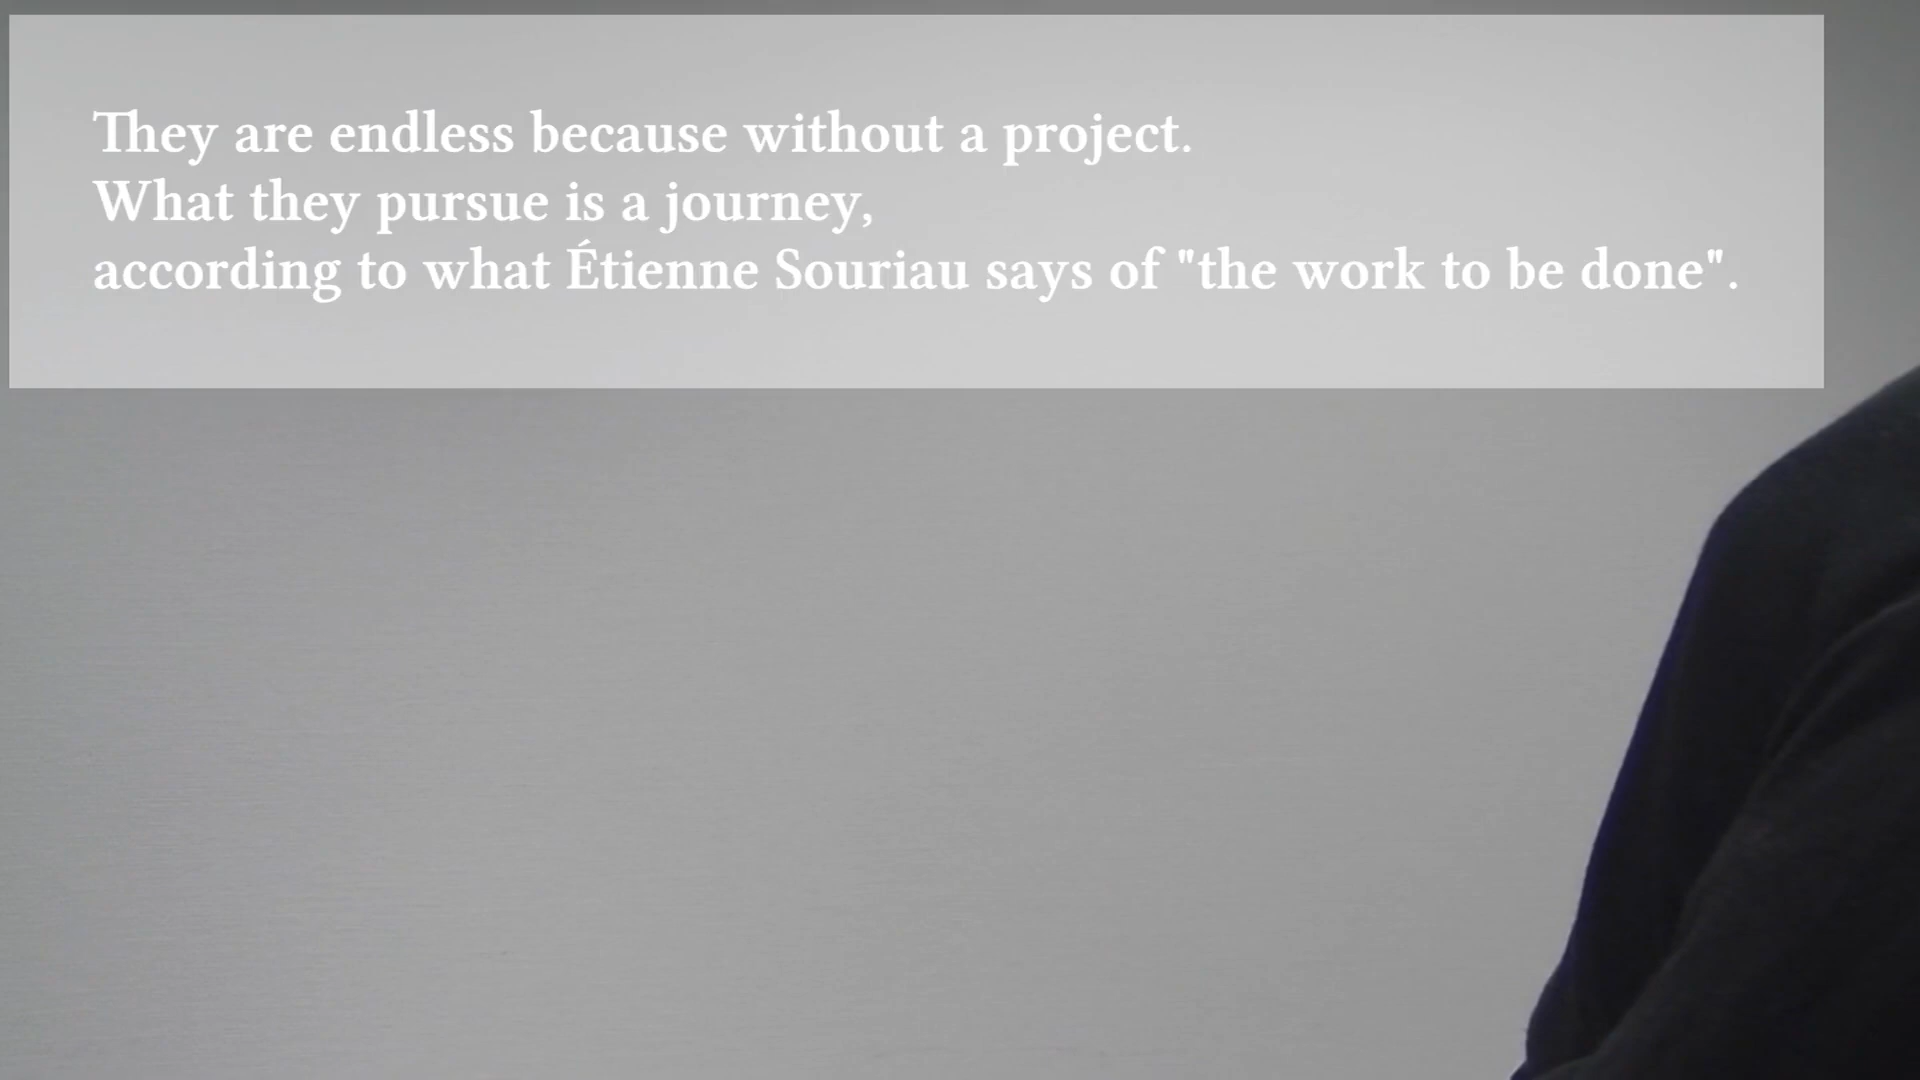 They are endless because without a project.
What they pursue is a journey,
according to what Étienne Souriau says of "the work to be done".